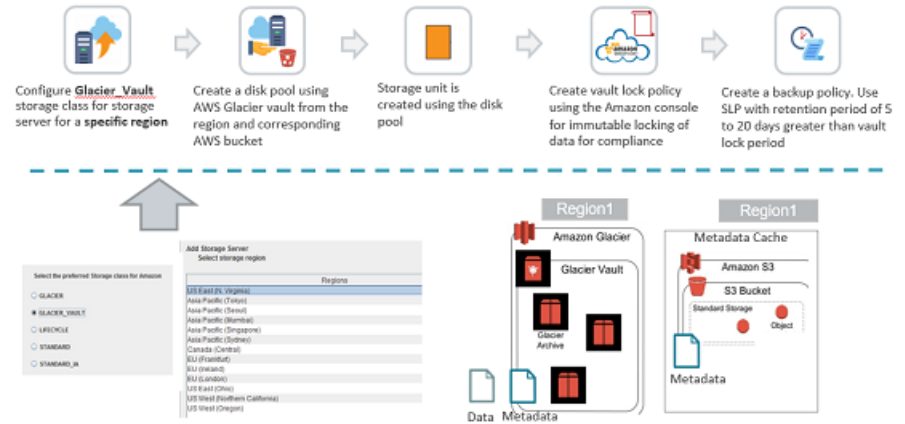 Configure Glacier_Vault
storage class for storage
server for a specific region
Create a disk pool using
AWS Glacier vault from the
region and corresponding
AWS bucket
Storage unit is
created using the disk
pool
amazon
Create vault lock policy
using the Amazon console
for immutable locking of
data for compliance
Create a backup policy. Use
SLP with retention period of 5
to 20 days greater than vault
lock period
Select the preferred Storage class for Amazon
GLACIER
GLACIER_VAULT
LIFECYCLE
STANDARD
STANDARD_IA
Add Storage Server
Select storage region
Regions
US East (N. Virginia)
Asia Pacific (Tokyo)
Asia Pacific (Seoul)
Asia Pacific (Mumbai)
Asia Pacific (Singapore)
Asia Pacific (Sydney)
Canada (Central)
EU (Frankfurt)
EU (Ireland)
EU (London)
US East (Ohio)
US West (Northern California)
US West (Oregon)
Region1
Amazon Glacier
Glacier Vault
Glacier
Archive
Data
Metadata
Region1
Metadata Cache
Amazon S3
S3 Bucket
Standard Storage
Object
Metadata